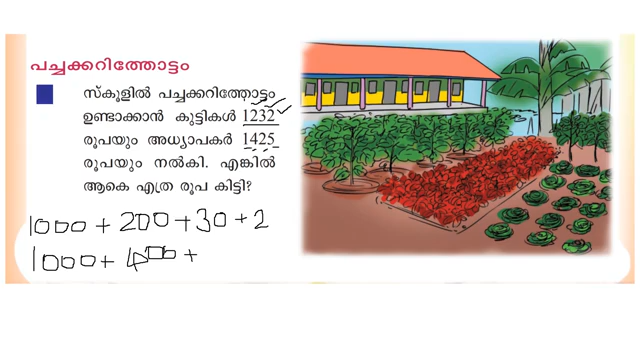 പച്ചക്കറിത്തോട്ടം
സ്കൂളിൽ പച്ചക്കറിത്തോട്ടം
ഉണ്ടാക്കാൻ കുട്ടികൾ 1232
രൂപയും അധ്യാപകർ 1425
രൂപയും നൽകി. എങ്കിൽ
ആകെ എത്ര രൂപ കിട്ടി?
1000 + 200 + 30 + 2
1000 + 400 +